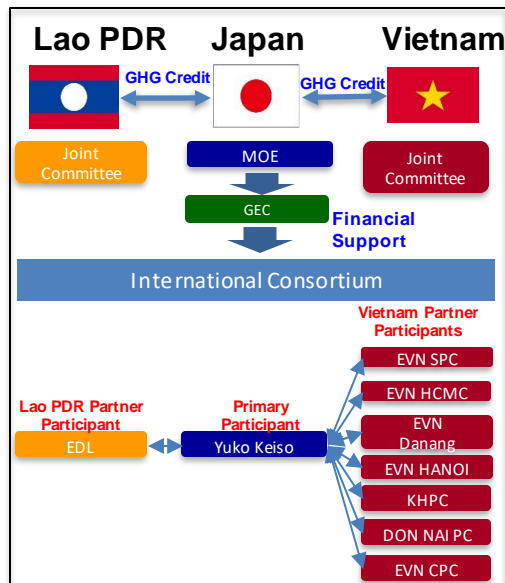 Lao PDR
Japan
Vietnam
GHG Credit
GHG Credit
Joint
Committee
MOE
Joint
Committee
GEC
Financial
Support
International Consortium
Vietnam Partner
Participants
EVN SPC
EVN HCMC
Lao PDR Partner
Participant
Primary
Participant
EVN
Danang
EDL
Yuko Keiso
EVN HANOI
KHPC
DON NAI PC
EVN CPC